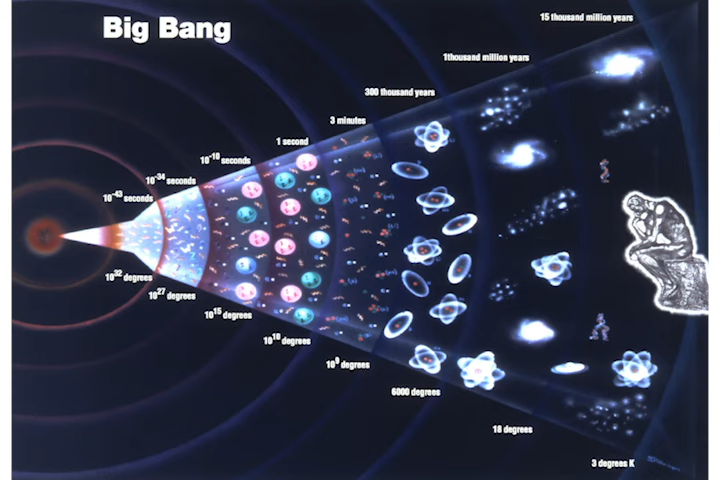 Big Bang
15 thousand million years
1thousand million years
300 thousand years
3 minutes
1 second
10-10 seconds
10-34 seconds
10-43 seconds
1032 degrees
1027 degrees
1015 degrees
1010 degrees
109 degrees
6000 degrees
18 degrees
3 degrees K